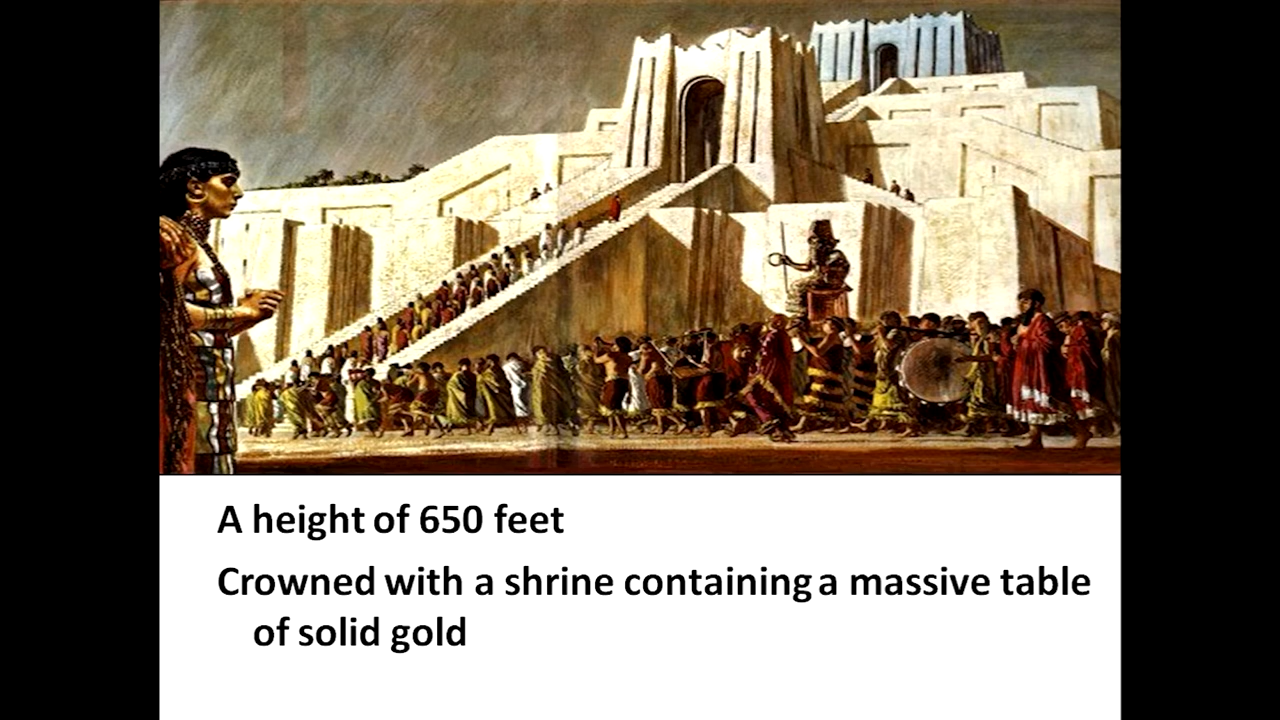 A height of 650 feet
Crowned with a shrine containing a massive table
of solid gold